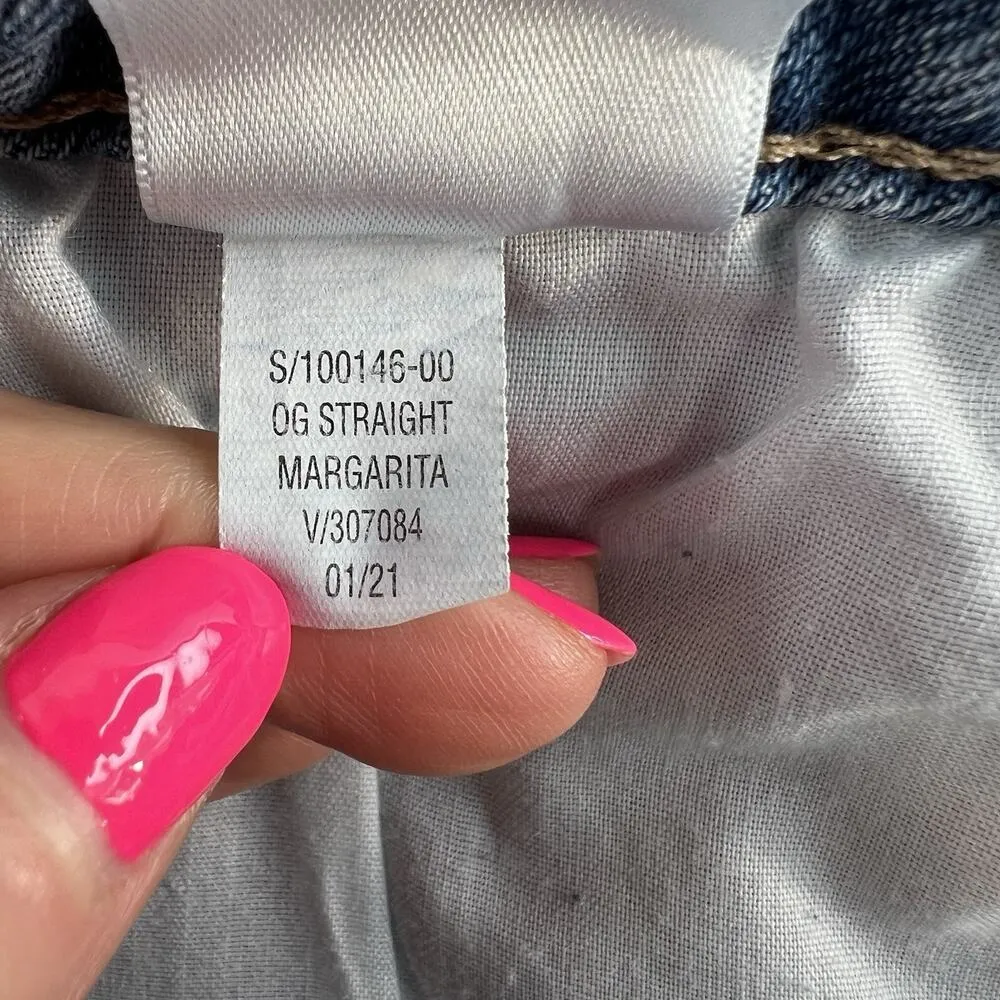 S/100146-00
OG STRAIGHT
MARGARITA
V/307084
01/21